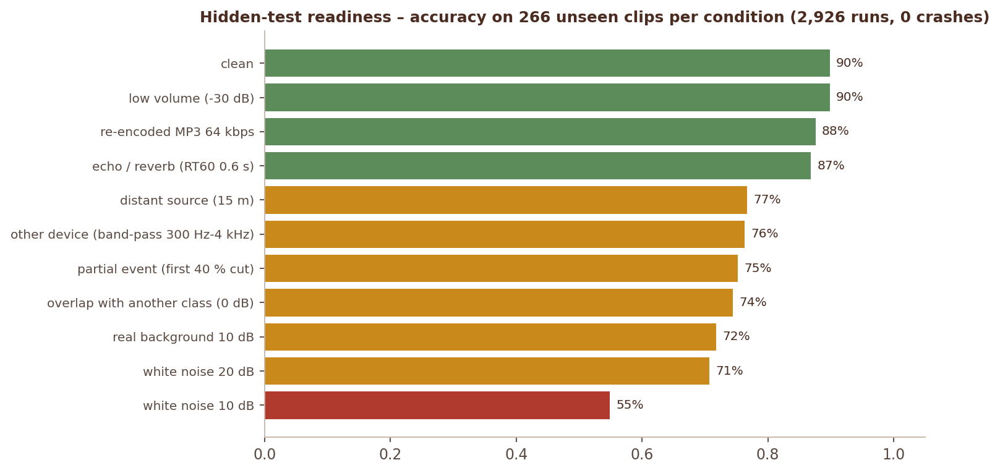 Hidden-test readiness – accuracy on 266 unseen clips per condition (2,926 runs, 0 crashes)
clean 90%
low volume (-30 dB) 90%
re-encoded MP3 64 kbps 88%
echo / reverb (RT60 0.6 s) 87%
distant source (15 m) 77%
other device (band-pass 300 Hz-4 kHz) 76%
partial event (first 40 % cut) 75%
overlap with another class (0 dB) 74%
real background 10 dB 72%
white noise 20 dB 71%
white noise 10 dB 55%
0.0 0.2 0.4 0.6 0.8 1.0